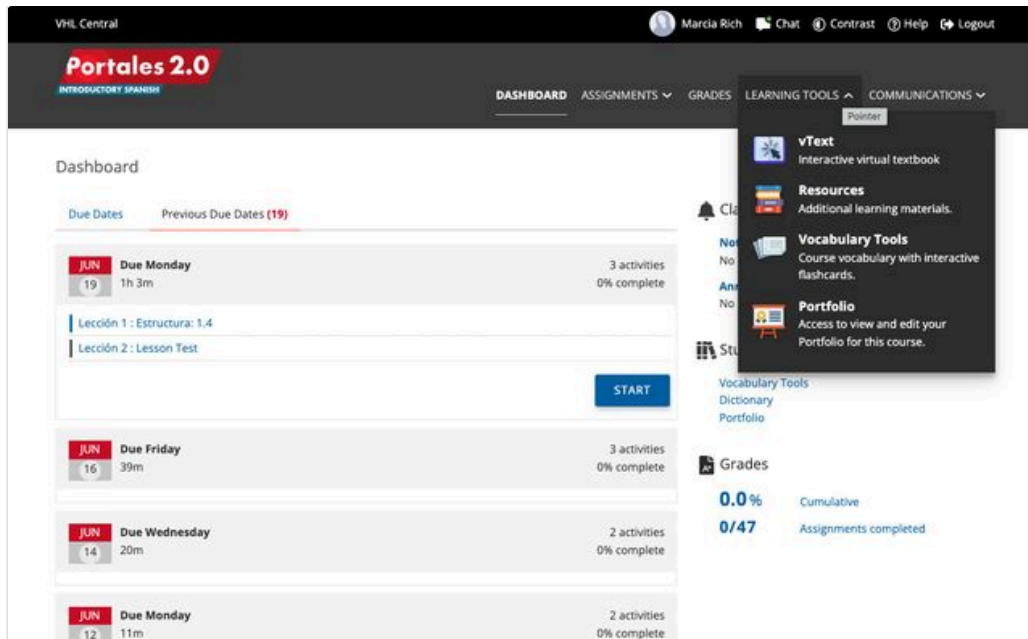 VHL Central
Marcia Rich Chat Contrast Help Logout
Portales 2.0
INTRODUCTORY SPANISH
DASHBOARD ASSIGNMENTS GRADES LEARNING TOOLS COMMUNICATIONS
Pointer
vText
Interactive virtual textbook
Resources
Additional learning materials.
Vocabulary Tools
Course vocabulary with interactive
flashcards.
Portfolio
Access to view and edit your
Portfolio for this course.
Dashboard
Due Dates Previous Due Dates (19)
JUN
19
Due Monday
1h 3m
3 activities
0% complete
Lección 1 : Estructura: 1.4
Lección 2 : Lesson Test
START
JUN
16
Due Friday
39m
3 activities
0% complete
JUN
14
Due Wednesday
20m
2 activities
0% complete
JUN
12
Due Monday
11m
2 activities
0% complete
No
No
Vocabulary Tools
Dictionary
Portfolio
Grades
0.0% Cumulative
0/47 Assignments completed